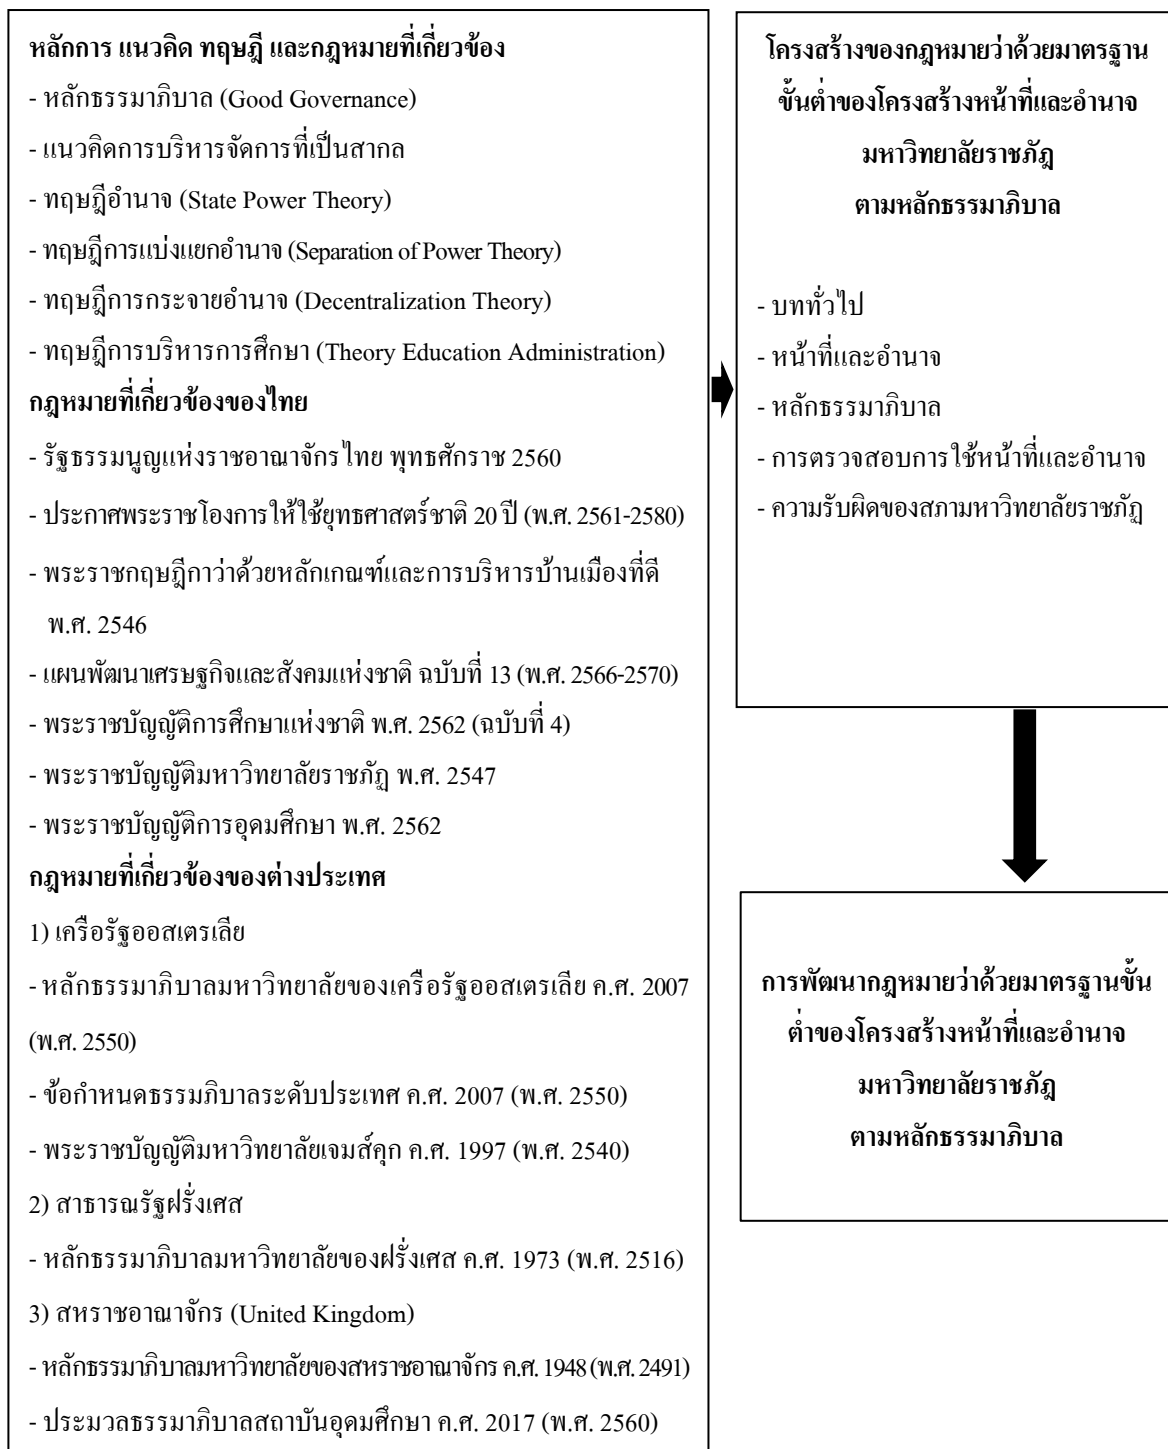 หลักการ แนวคิด ทฤษฎี และกฎหมายที่เกี่ยวข้อง
- หลักธรรมาภิบาล (Good Governance)
- แนวคิดการบริหารจัดการที่เป็นสากล
- ทฤษฎีอำนาจ (State Power Theory)
- ทฤษฎีการแบ่งแยกอำนาจ (Separation of Power Theory)
- ทฤษฎีการกระจายอำนาจ (Decentralization Theory)
- ทฤษฎีการบริหารการศึกษา (Theory Education Administration)
กฎหมายที่เกี่ยวข้องของไทย
- รัฐธรรมนูญแห่งราชอาณาจักรไทย พุทธศักราช 2560
- ประกาศพระราชโองการให้ใช้ยุทธศาสตร์ชาติ 20 ปี (พ.ศ. 2561-2580)
- พระราชกฤษฎีกาว่าด้วยหลักเกณฑ์และการบริหารบ้านเมืองที่ดี
พ.ศ. 2546
- แผนพัฒนาเศรษฐกิจและสังคมแห่งชาติ ฉบับที่ 13 (พ.ศ. 2566-2570)
- พระราชบัญญัติการศึกษาแห่งชาติ พ.ศ. 2562 (ฉบับที่ 4)
- พระราชบัญญัติมหาวิทยาลัยราชภัฏ พ.ศ. 2547
- พระราชบัญญัติการอุดมศึกษา พ.ศ. 2562
กฎหมายที่เกี่ยวข้องของต่างประเทศ
1) เครือรัฐออสเตรเลีย
- หลักธรรมาภิบาลมหาวิทยาลัยของเครือรัฐออสเตรเลีย ค.ศ. 2007
(พ.ศ. 2550)
- ข้อกำหนดธรรมภิบาลระดับประเทศ ค.ศ. 2007 (พ.ศ. 2550)
- พระราชบัญญัติมหาวิทยาลัยเจมส์คุก ค.ศ. 1997 (พ.ศ. 2540)
2) สาธารณรัฐฝรั่งเศส
- หลักธรรมาภิบาลมหาวิทยาลัยของฝรั่งเศส ค.ศ. 1973 (พ.ศ. 2516)
3) สหราชอาณาจักร (United Kingdom)
- หลักธรรมาภิบาลมหาวิทยาลัยของสหราชอาณาจักร ค.ศ. 1948 (พ.ศ. 2491)
- ประมวลธรรมาภิบาลสถาบันอุดมศึกษา ค.ศ. 2017 (พ.ศ. 2560)
โครงสร้างของกฎหมายว่าด้วยมาตรฐาน
ขั้นต่ำของโครงสร้างหน้าที่และอำนาจ
มหาวิทยาลัยราชภัฎ
ตามหลักธรรมาภิบาล
- บททั่วไป
- หน้าที่และอำนาจ
- หลักธรรมาภิบาล
- การตรวจสอบการใช้หน้าที่และอำนาจ
- ความรับผิดของสภามหาวิทยาลัยราชภัฏ
การพัฒนากฎหมายว่าด้วยมาตรฐานขั้น
ต่ำของโครงสร้างหน้าที่และอำนาจ
มหาวิทยาลัยราชภัฎ
ตามหลักธรรมาภิบาล